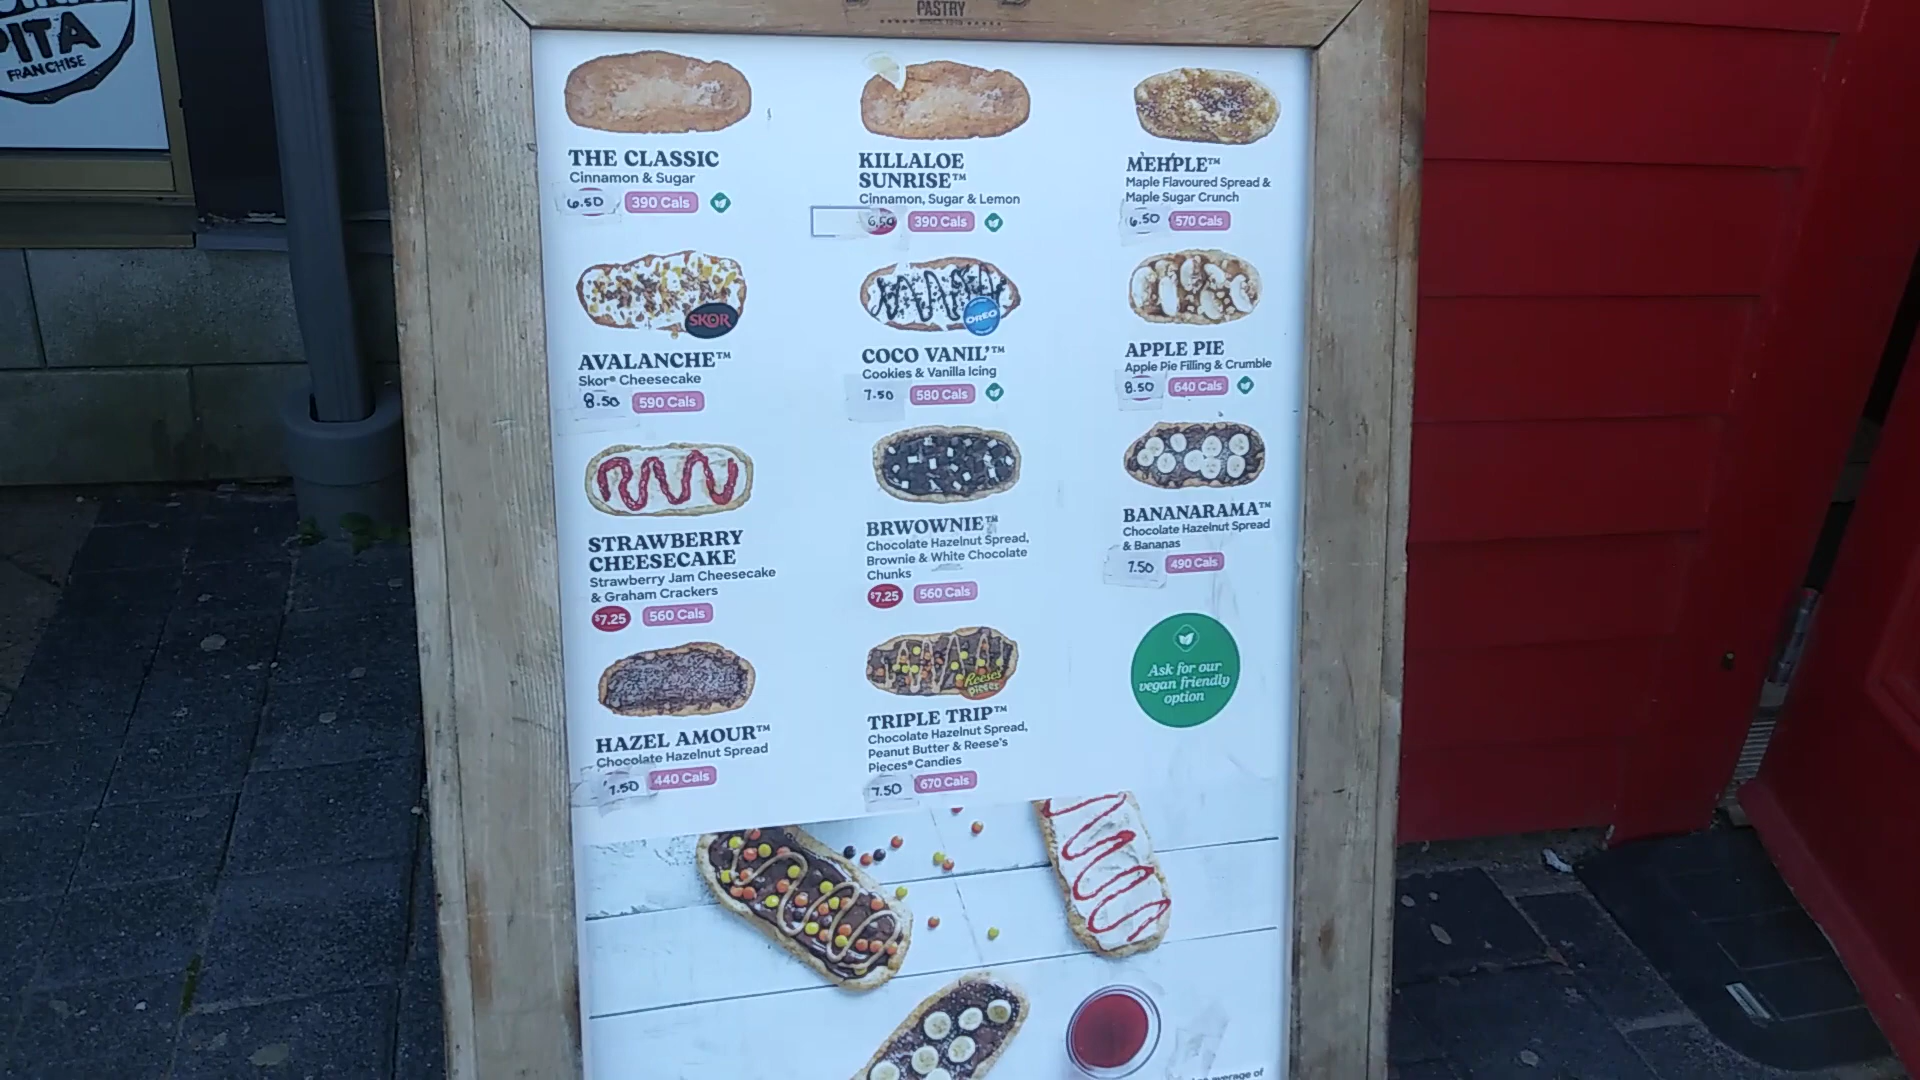 PITA
FRANCHISE
PASTRY
THE CLASSIC
Cinnamon & Sugar
6.50 390 Cals
KILLALOE
SUNRISE™
Cinnamon, Sugar & Lemon
6.50 390 Cals
MEHPLE™
Maple Flavoured Spread &
Maple Sugar Crunch
6.50 570 Cals
SKOR
AVALANCHE™
Skor® Cheesecake
8.50 590 Cals
OREO
COCO VANIL'™
Cookies & Vanilla Icing
7.50 580 Cals
APPLE PIE
Apple Pie Filling & Crumble
8.50 640 Cals
STRAWBERRY
CHEESECAKE
Strawberry Jam Cheesecake
& Graham Crackers
$7.25 560 Cals
BRWOWNIE™
Chocolate Hazelnut Spread,
Brownie & White Chocolate
Chunks
$7.25 560 Cals
BANANARAMA™
Chocolate Hazelnut Spread
& Bananas
7.50 490 Cals
HAZEL AMOUR™
Chocolate Hazelnut Spread
7.50 440 Cals
Reese's
Pieces
TRIPLE TRIP™
Chocolate Hazelnut Spread,
Peanut Butter & Reese's
Pieces® Candies
7.50 670 Cals
Ask for our
vegan friendly
option
average of